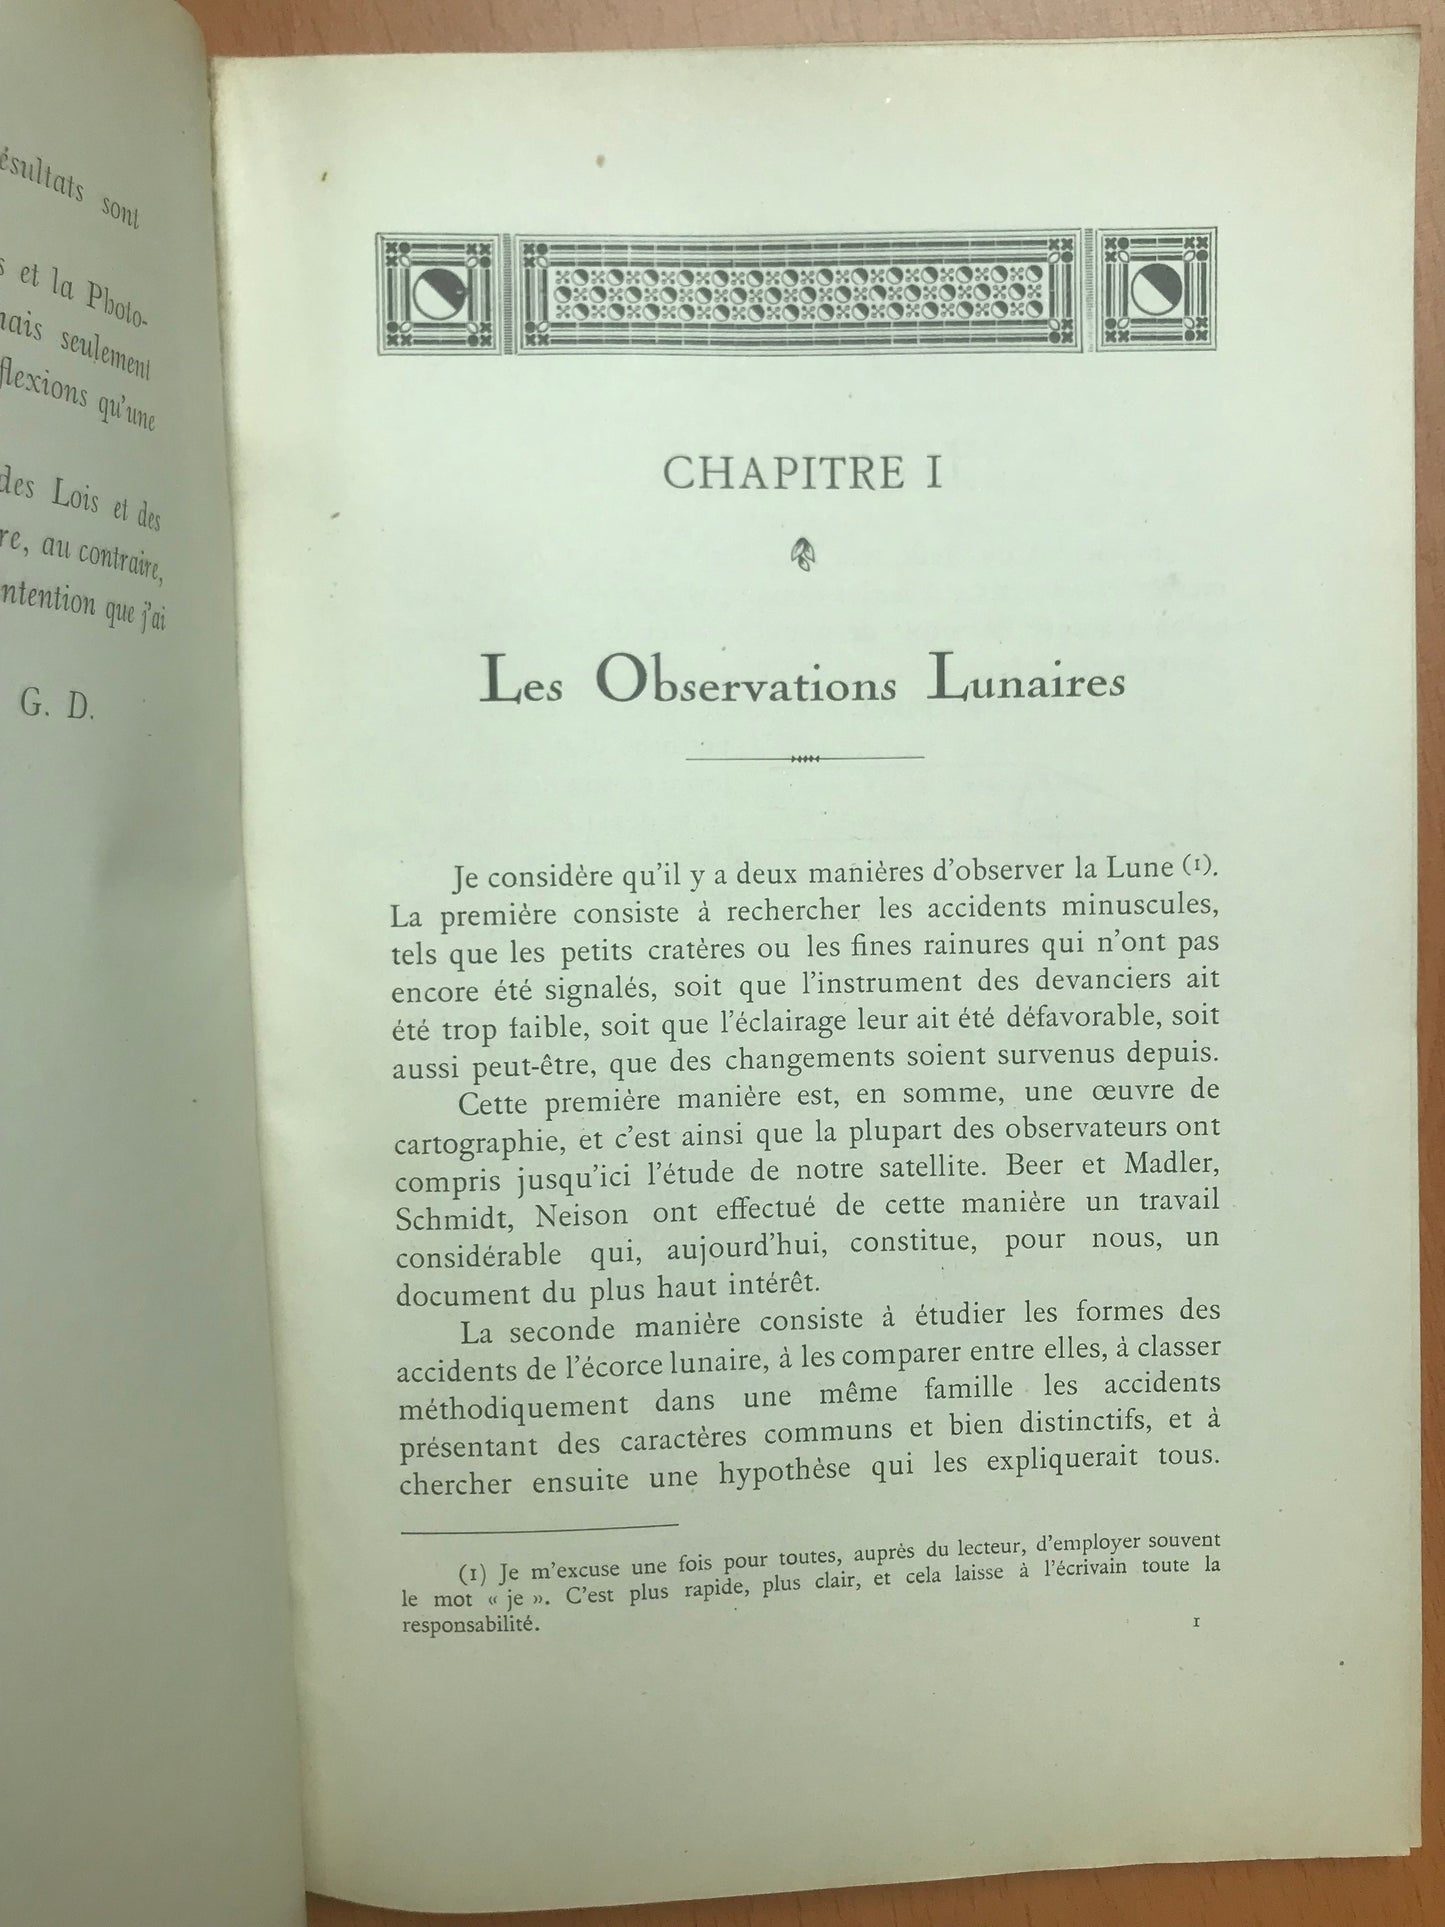 ésultats sont
et la Photo-
seulement
flexions qu'une
des Lois et des
re, au contraire,
ntention que j'ai
G. D.
CHAPITRE I
Les Observations Lunaires
Je considère qu'il y a deux manières d'observer la Lune (1).
La première consiste à rechercher les accidents minuscules,
tels que les petits cratères ou les fines rainures qui n'ont pas
encore été signalés, soit que l'instrument des devanciers ait
été trop faible, soit que l'éclairage leur ait été défavorable, soit
aussi peut-être, que des changements soient survenus depuis.
Cette première manière est, en somme, une œuvre de
cartographie, et c'est ainsi que la plupart des observateurs ont
compris jusqu'ici l'étude de notre satellite. Beer et Madler,
Schmidt, Neison ont effectué de cette manière un travail
considérable qui, aujourd'hui, constitue, pour nous, un
document du plus haut intérêt.
La seconde manière consiste à étudier les formes des
accidents de l'écorce lunaire, à les comparer entre elles, à classer
méthodiquement dans une même famille les accidents
présentant des caractères communs et bien distinctifs, et à
chercher ensuite une hypothèse qui les expliquerait tous.
(1) Je m'excuse une fois pour toutes, auprès du lecteur, d'employer souvent
le mot « je ». C'est plus rapide, plus clair, et cela laisse à l'écrivain toute la
responsabilité.
1